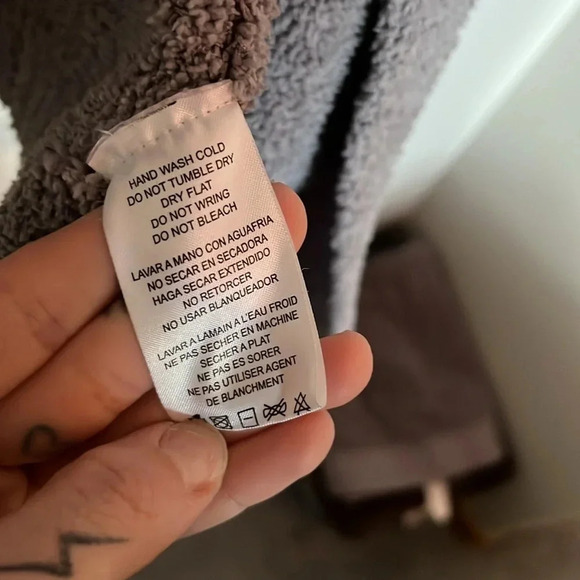 HAND WASH COLD
DO NOT TUMBLE DRY
DRY FLAT
DO NOT WRING
DO NOT BLEACH
LAVAR A MANO CON AGUAFRIA
NO SECAR EN SECADORA
HAGA SECAR EXTENDIDO
NO RETORCER
NO USAR BLANQUEADOR
LAVAR A LAMAIN A L'EAU FROID
NE PAS SECHER EN MACHINE
SECHER A PLAT
NE PAS ES SORER
NE PAS UTILISER AGENT
DE BLANCHMENT